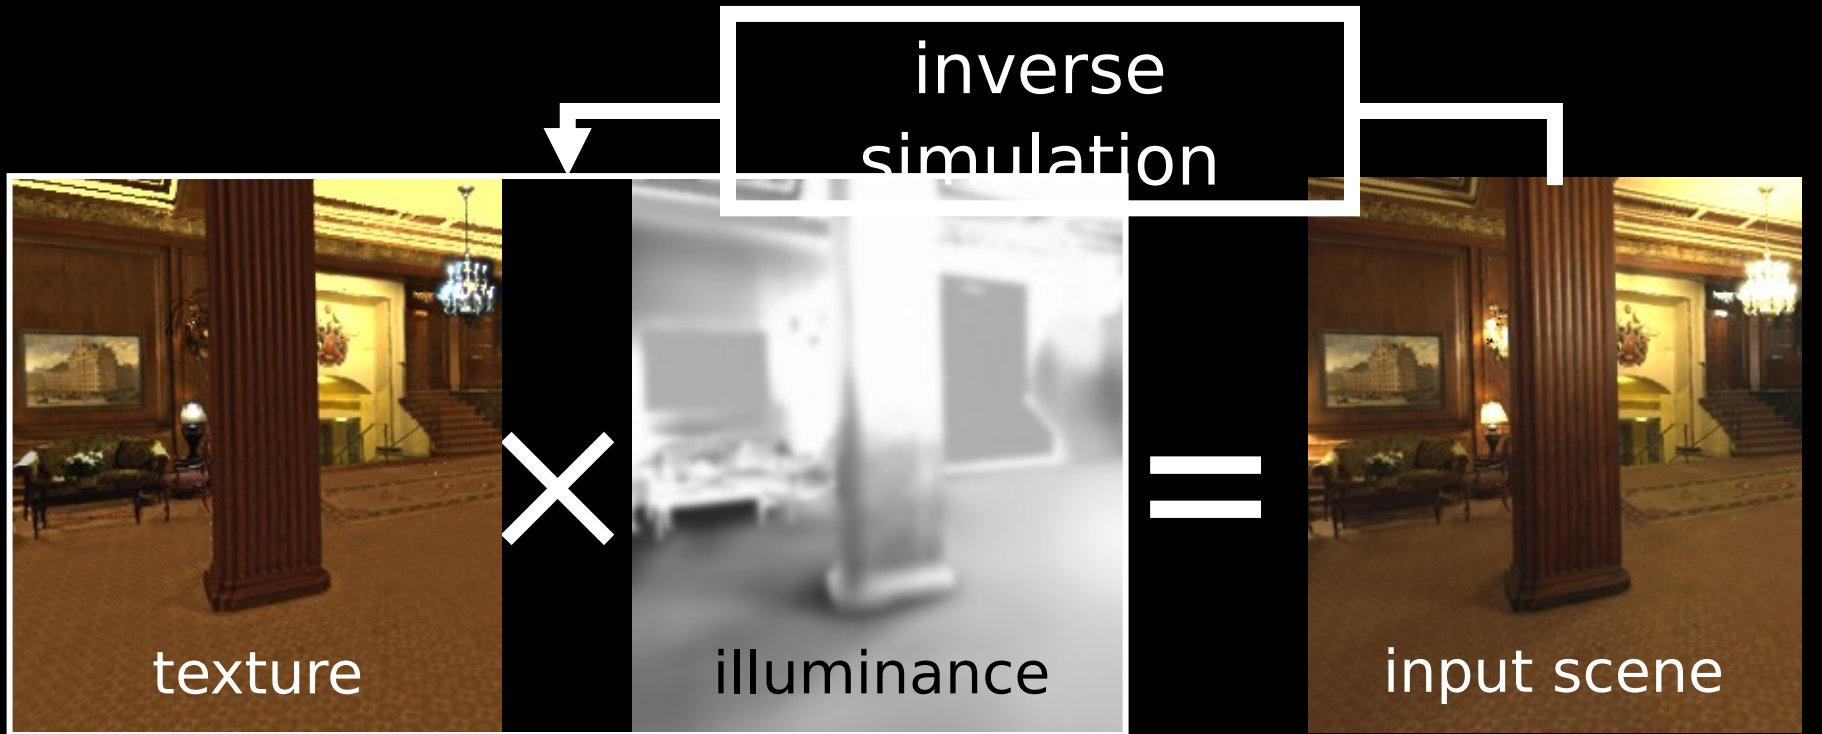 inverse
simulation
×
=
texture
illuminance
input scene